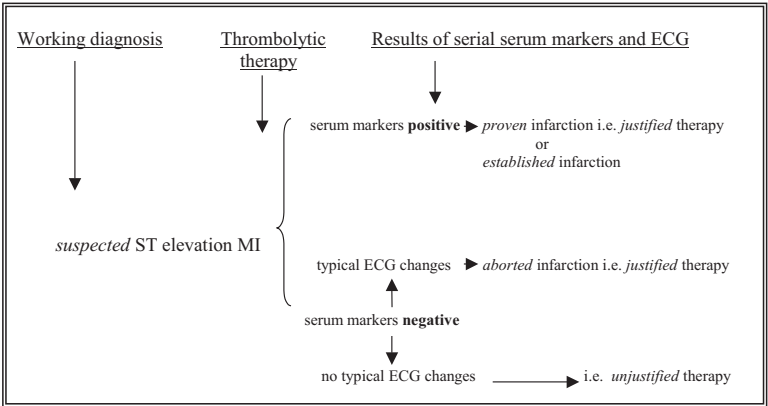 Working diagnosis
Thrombolytic
therapy
Results of serial serum markers and ECG
serum markers positive
proven infarction i.e. justified therapy
or
established infarction
suspected ST elevation MI
typical ECG changes
aborted infarction i.e. justified therapy
serum markers negative
no typical ECG changes
i.e. unjustified therapy